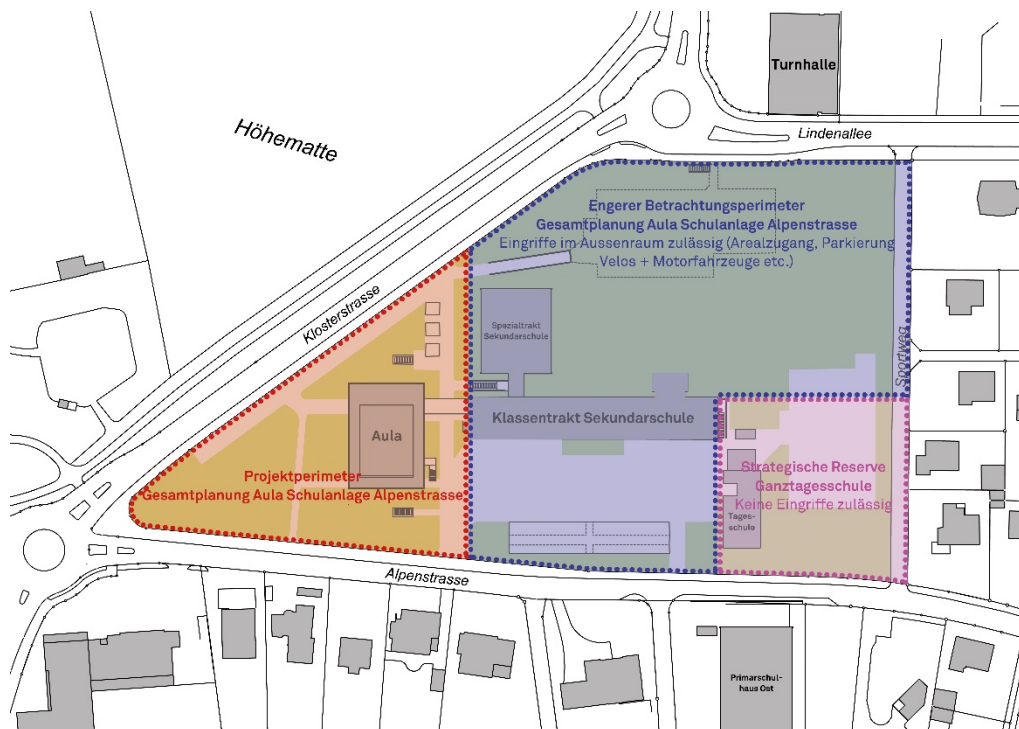 Turnhalle
Höhematte
Lindenallee
Engerer Betrachtungsperimeter
Gesamtplanung Aula Schulanlage Alpenstrasse
Eingriffe im Aussenraum zulässig (Arealzugang, Parkierung
Velos + Motorfahrzeuge etc.)
Klosterstrasse
Spezialtrakt
Sekundarschule
Sportweg
Klassentrakt Sekundarschule
Aula
Projektperimeter
Gesamtplanung Aula Schulanlage Alpenstrasse
Strategische Reserve
Ganztagesschule
Keine Eingriffe zulässig
Tages-
schule
Alpenstrasse
Primarschul-
haus Ost